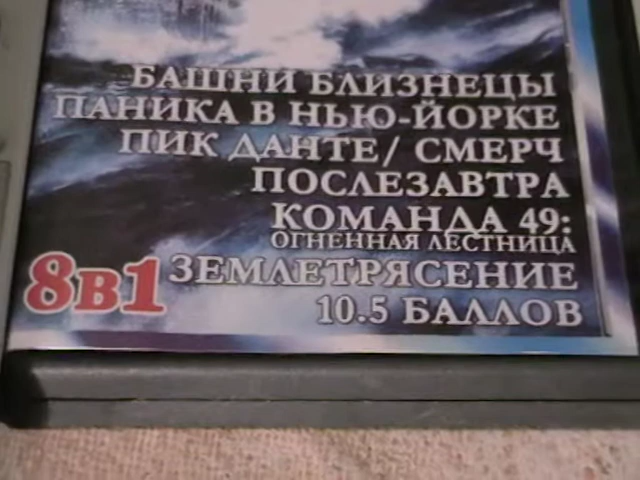 БАШНИ БЛИЗНЕЦЫ
ПАНИКА В НЬЮ-ЙОРКЕ
ПИК ДАНТЕ/ СМЕРЧ
ПОСЛЕЗАВТРА
КОМАНДА 49:
ОГНЕННАЯ ЛЕСТНИЦА
8В1 ЗЕМЛЕТРЯСЕНИЕ
10.5 БАЛЛОВ